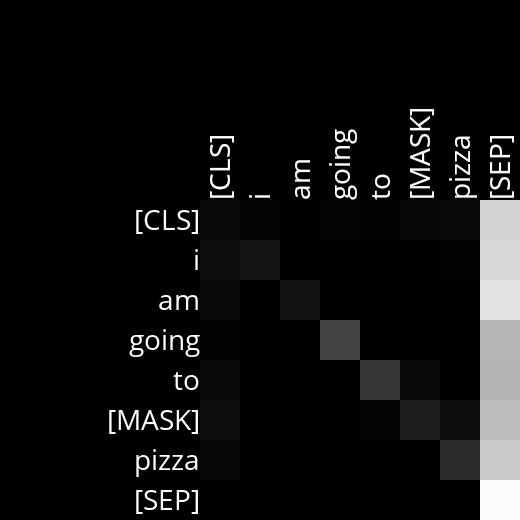 [CLS]
i
am
going
to
[MASK]
pizza
[SEP]
[CLS]
i
am
going
to
[MASK]
pizza
[SEP]